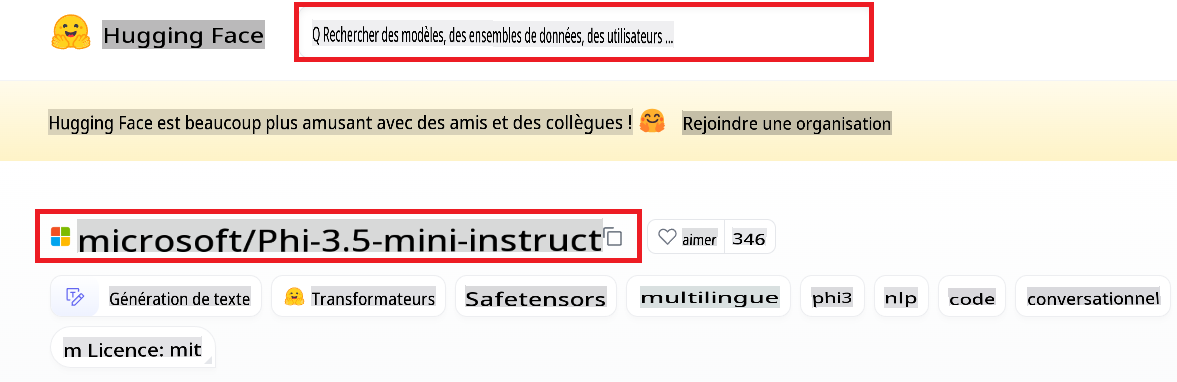 Hugging Face Q Rechercher des modèles, des ensembles de données, des utilisateurs ...
Hugging Face est beaucoup plus amusant avec des amis et des collègues ! Rejoindre une organisation
microsoft/Phi-3.5-mini-instruct aimer 346
Génération de texte Transformateurs Safetensors multilingue phi3 nlp code conversationnel
m Licence: mit